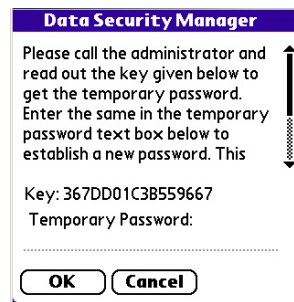 Data Security Manager
Please call the administrator and
read out the key given below to
get the temporary password.
Enter the same in the temporary
password text box below to
establish a new password. This
Key: 367DD01C3B559667
Temporary Password:
OK Cancel